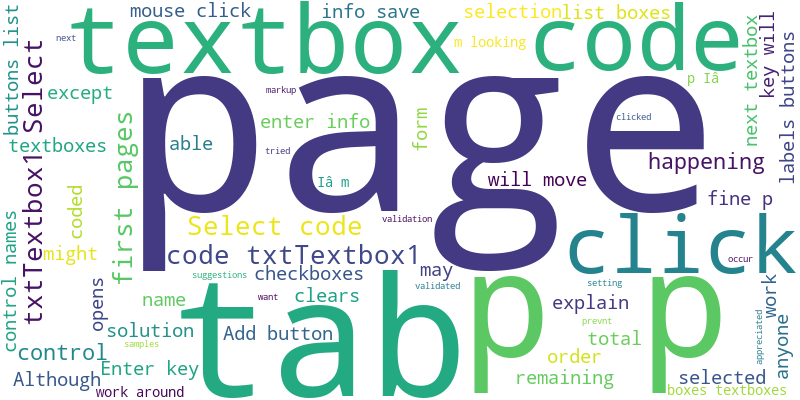 mouse click
info save
selection
list boxes
next
textbox
code
m looking
buttons list
txtTextbox1 Select
except
markup
p Iâ
next textbox
key will
labels buttons
textboxes
first pages
able
enter info
tried
form
clicked
page
happening
Iâ m
will move
fine p
coded
might
control names
Select code
validation
code txtTextbox1
click
occur
suggestions
checkboxes
may
want
validated
setting
opens
name
clears
explain
work
solution
Add button
prevnt
total
anyone
appreciated
samples
control
order
Enter key
tab
p p
Although
work around
remaining
selected
boxes textboxes